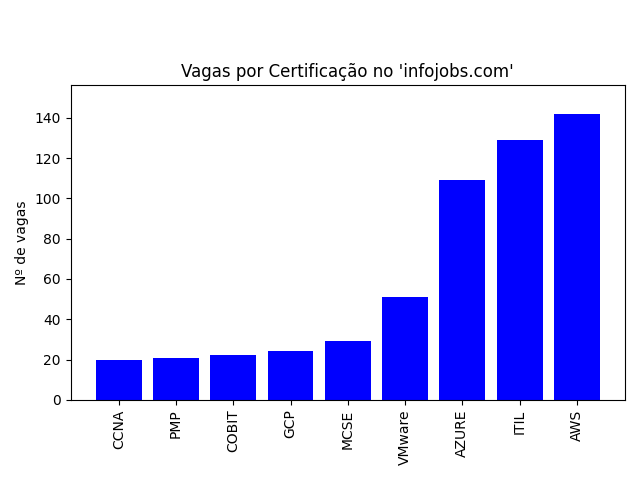 Vagas por Certificação no 'infojobs.com'
Nº de vagas
140
120
100
80
60
40
20
0
CCNA
PMP
COBIT
GCP
MCSE
VMware
AZURE
ITIL
AWS